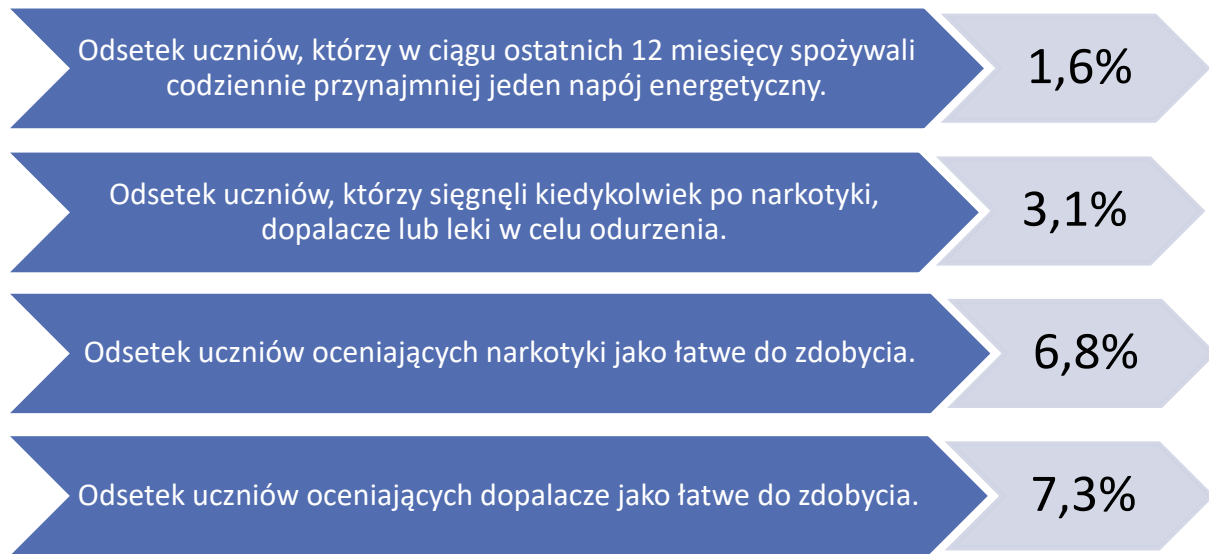 Odsetek uczniów, którzy w ciągu ostatnich 12 miesięcy spożywali
codziennie przynajmniej jeden napój energetyczny.
1,6%
Odsetek uczniów, którzy sięgnęli kiedykolwiek po narkotyki,
dopalacze lub leki w celu odurzenia.
3,1%
Odsetek uczniów oceniających narkotyki jako łatwe do zdobycia.
6,8%
Odsetek uczniów oceniających dopalacze jako łatwe do zdobycia.
7,3%